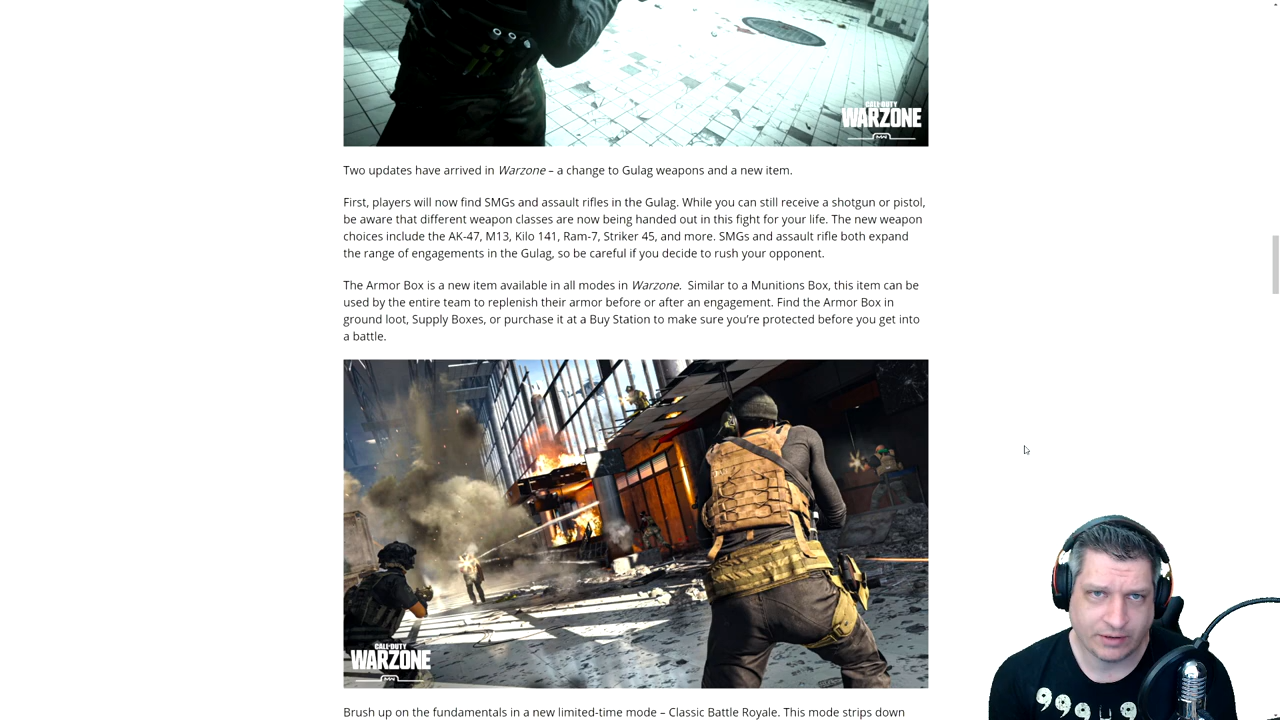 CALL OF DUTY
WARZONE
MW
Two updates have arrived in Warzone – a change to Gulag weapons and a new item.
First, players will now find SMGs and assault rifles in the Gulag. While you can still receive a shotgun or pistol,
be aware that different weapon classes are now being handed out in this fight for your life. The new weapon
choices include the AK-47, M13, Kilo 141, Ram-7, Striker 45, and more. SMGs and assault rifle both expand
the range of engagements in the Gulag, so be careful if you decide to rush your opponent.
The Armor Box is a new item available in all modes in Warzone.  Similar to a Munitions Box, this item can be
used by the entire team to replenish their armor before or after an engagement. Find the Armor Box in
ground loot, Supply Boxes, or purchase it at a Buy Station to make sure you’re protected before you get into
a battle.
CALL OF DUTY
WARZONE
MW
Brush up on the fundamentals in a new limited-time mode – Classic Battle Royale. This mode strips down